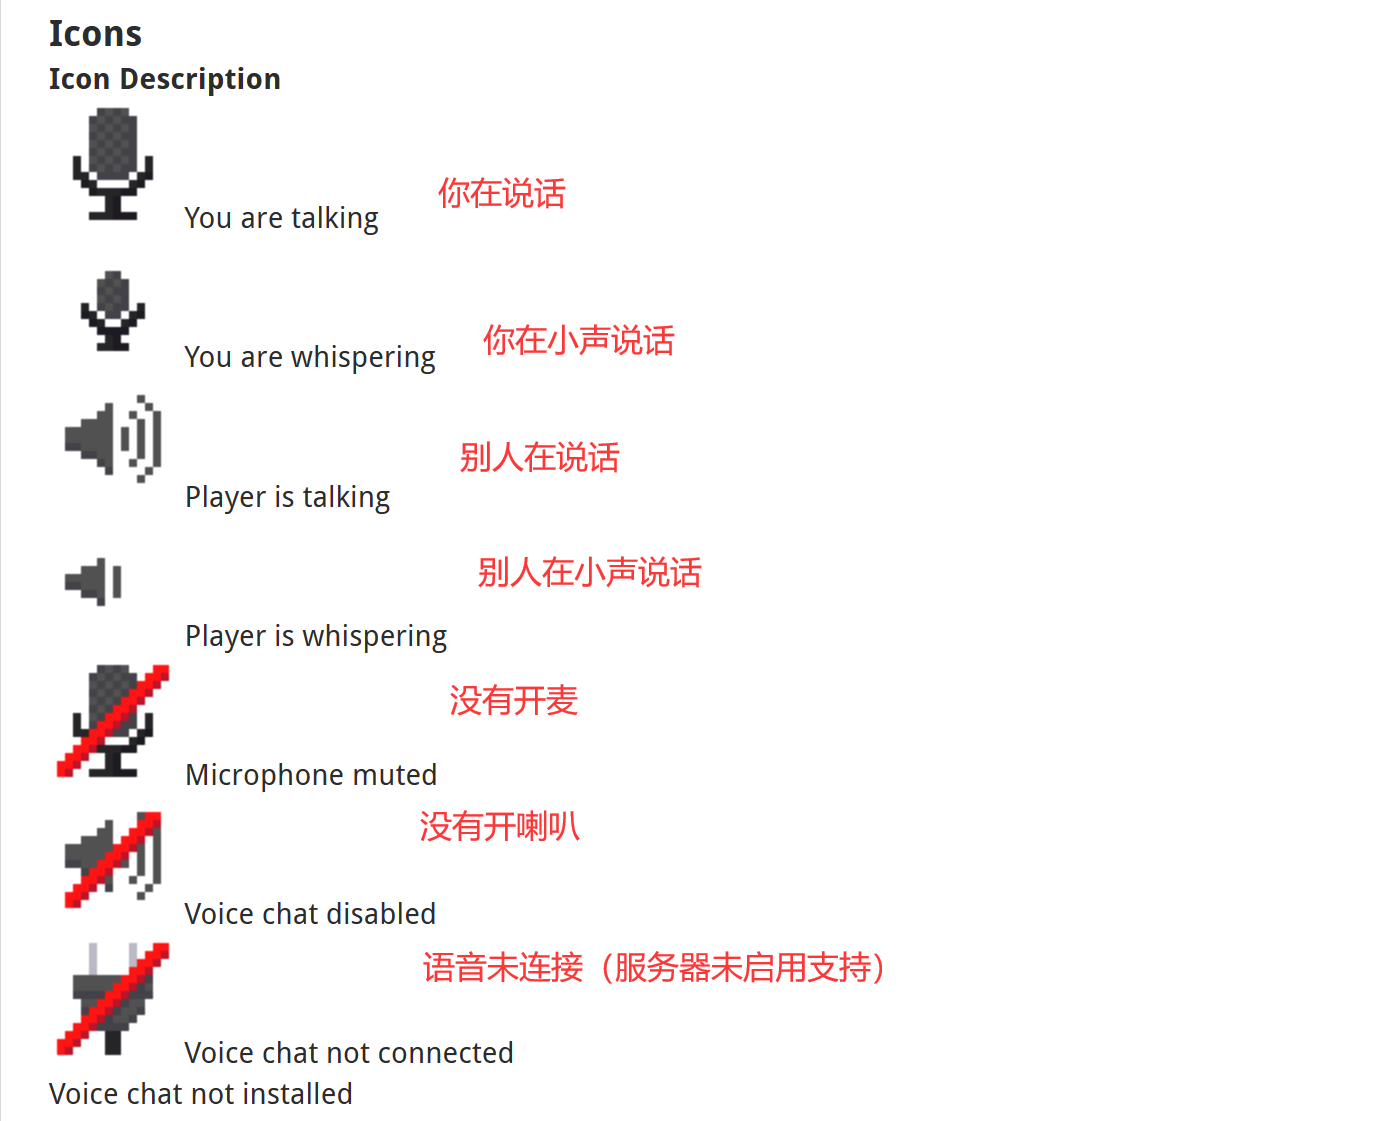 Icons
Icon Description
你在说话
You are talking
你在小声说话
You are whispering
别人在说话
Player is talking
别人在小声说话
Player is whispering
没有开麦
Microphone muted
没有开喇叭
Voice chat disabled
语音未连接（服务器未启用支持）
Voice chat not connected
Voice chat not installed